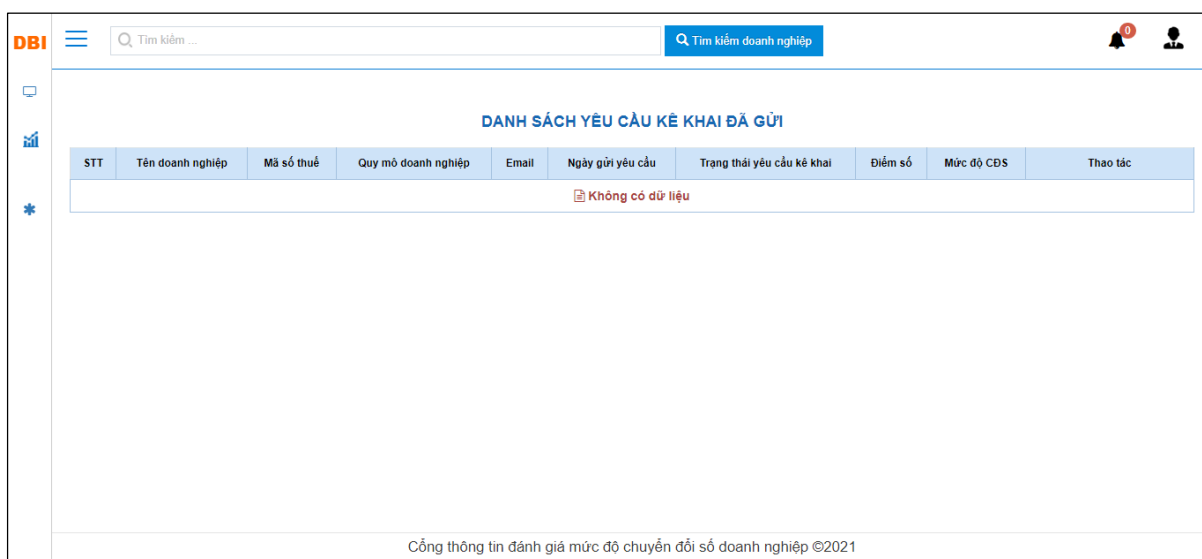 DBI
Tìm kiếm ...
Tìm kiếm doanh nghiệp
0
DANH SÁCH YÊU CẦU KÊ KHAI ĐÃ GỬI
STT Tên doanh nghiệp Mã số thuế Quy mô doanh nghiệp Email Ngày gửi yêu cầu Trạng thái yêu cầu kê khai Điểm số Mức độ CĐS Thao tác
Không có dữ liệu
Cổng thông tin đánh giá mức độ chuyển đổi số doanh nghiệp ©2021